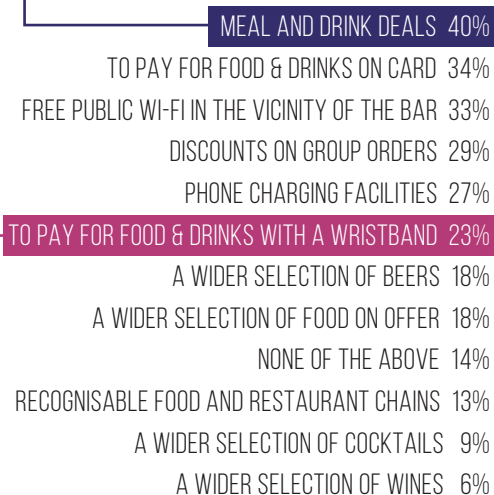 MEAL AND DRINK DEALS 40%
TO PAY FOR FOOD & DRINKS ON CARD 34%
FREE PUBLIC WI-FI IN THE VICINITY OF THE BAR 33%
DISCOUNTS ON GROUP ORDERS 29%
PHONE CHARGING FACILITIES 27%
TO PAY FOR FOOD & DRINKS WITH A WRISTBAND 23%
A WIDER SELECTION OF BEERS 18%
A WIDER SELECTION OF FOOD ON OFFER 18%
NONE OF THE ABOVE 14%
RECOGNISABLE FOOD AND RESTAURANT CHAINS 13%
A WIDER SELECTION OF COCKTAILS 9%
A WIDER SELECTION OF WINES 6%